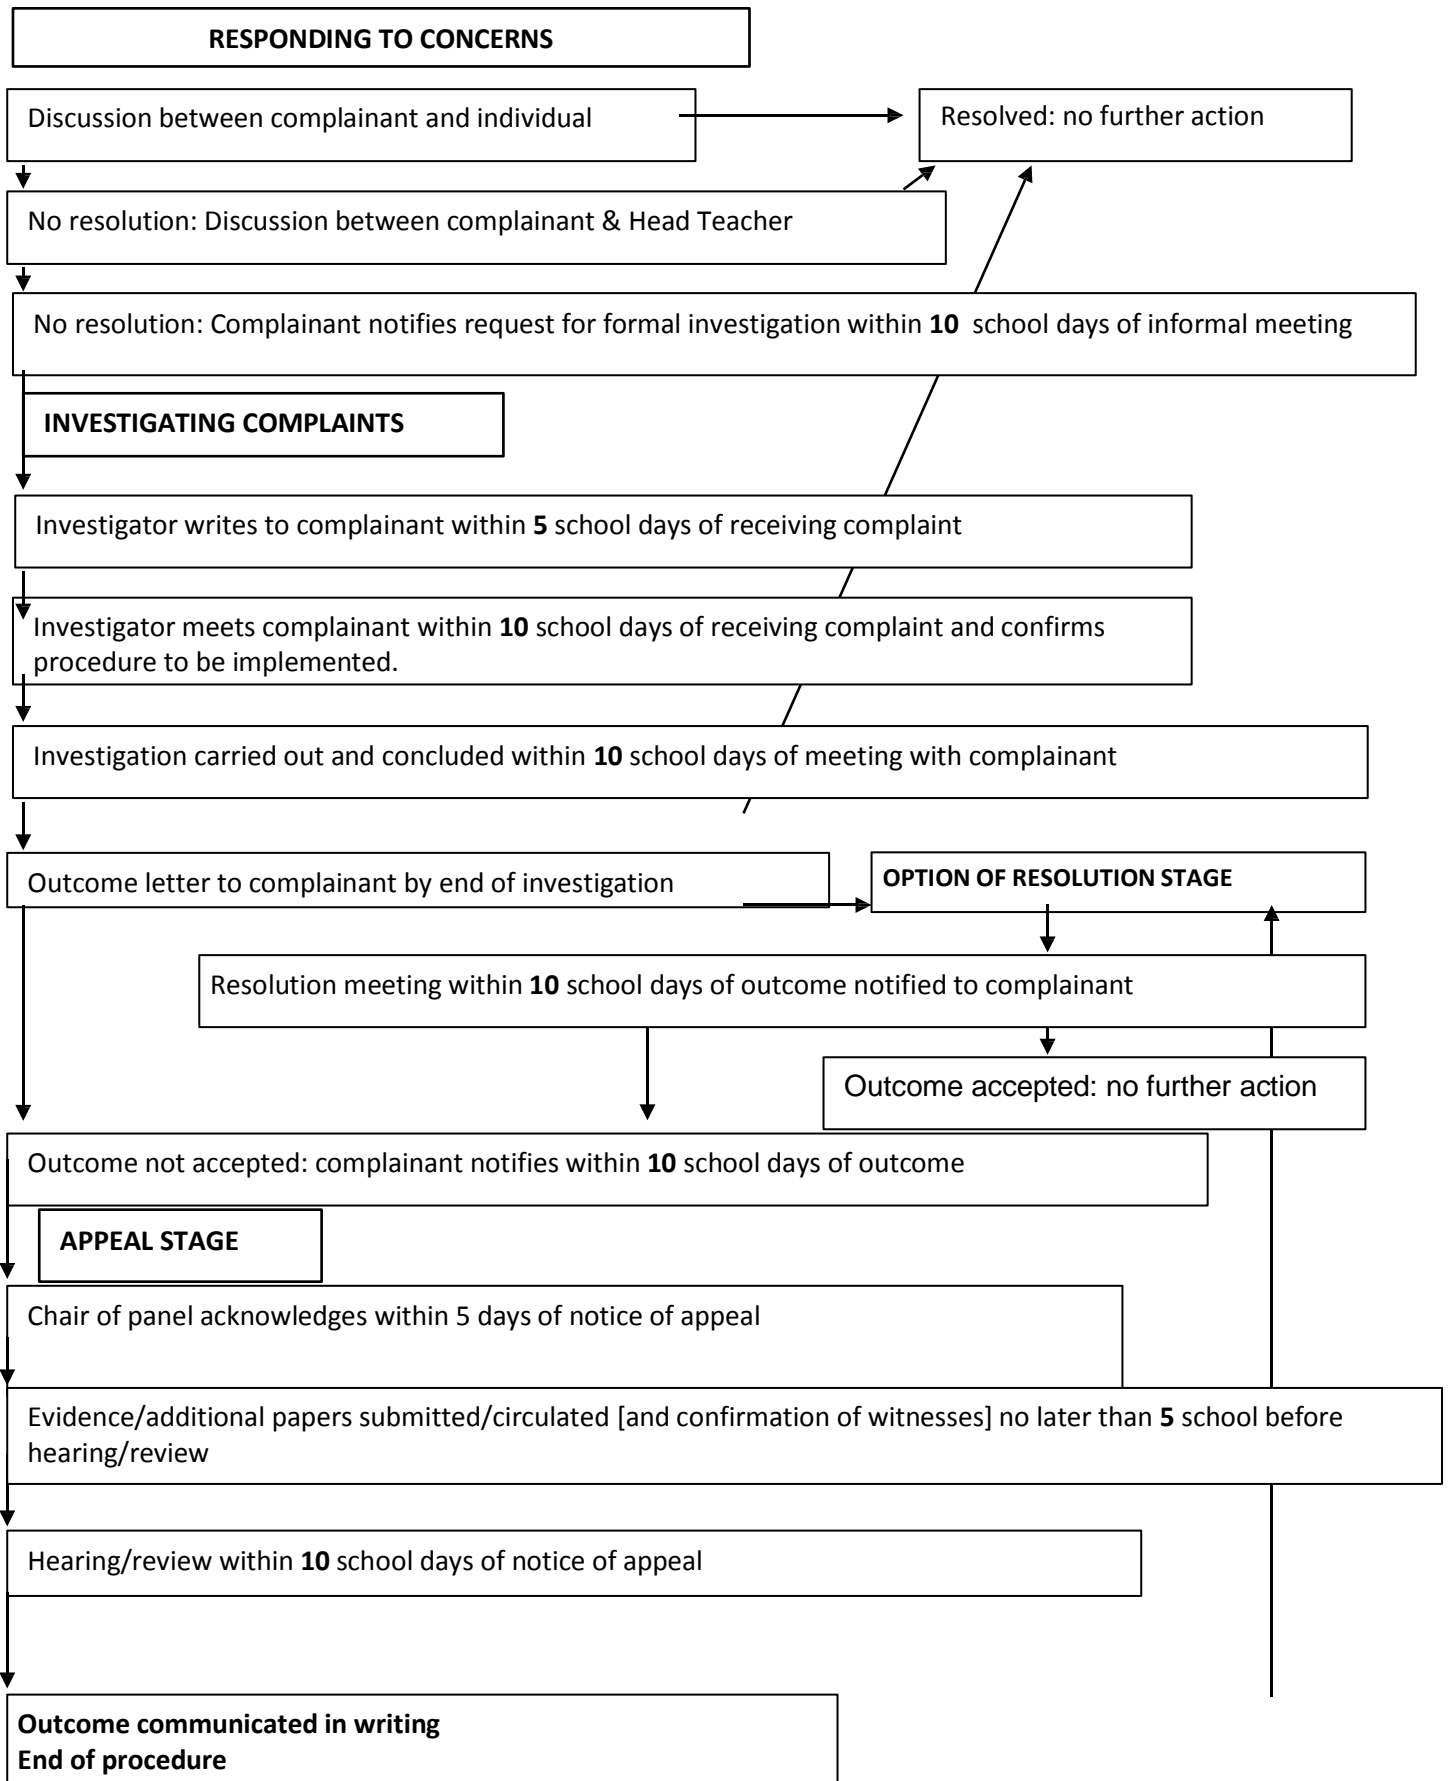 RESPONDING TO CONCERNS
Discussion between complainant and individual
Resolved: no further action
No resolution: Discussion between complainant & Head Teacher
No resolution: Complainant notifies request for formal investigation within 10 school days of informal meeting
INVESTIGATING COMPLAINTS
Investigator writes to complainant within 5 school days of receiving complaint
Investigator meets complainant within 10 school days of receiving complaint and confirms
procedure to be implemented.
Investigation carried out and concluded within 10 school days of meeting with complainant
Outcome letter to complainant by end of investigation
OPTION OF RESOLUTION STAGE
Resolution meeting within 10 school days of outcome notified to complainant
Outcome accepted: no further action
Outcome not accepted: complainant notifies within 10 school days of outcome
APPEAL STAGE
Chair of panel acknowledges within 5 days of notice of appeal
Evidence/additional papers submitted/circulated [and confirmation of witnesses] no later than 5 school before
hearing/review
Hearing/review within 10 school days of notice of appeal
Outcome communicated in writing
End of procedure